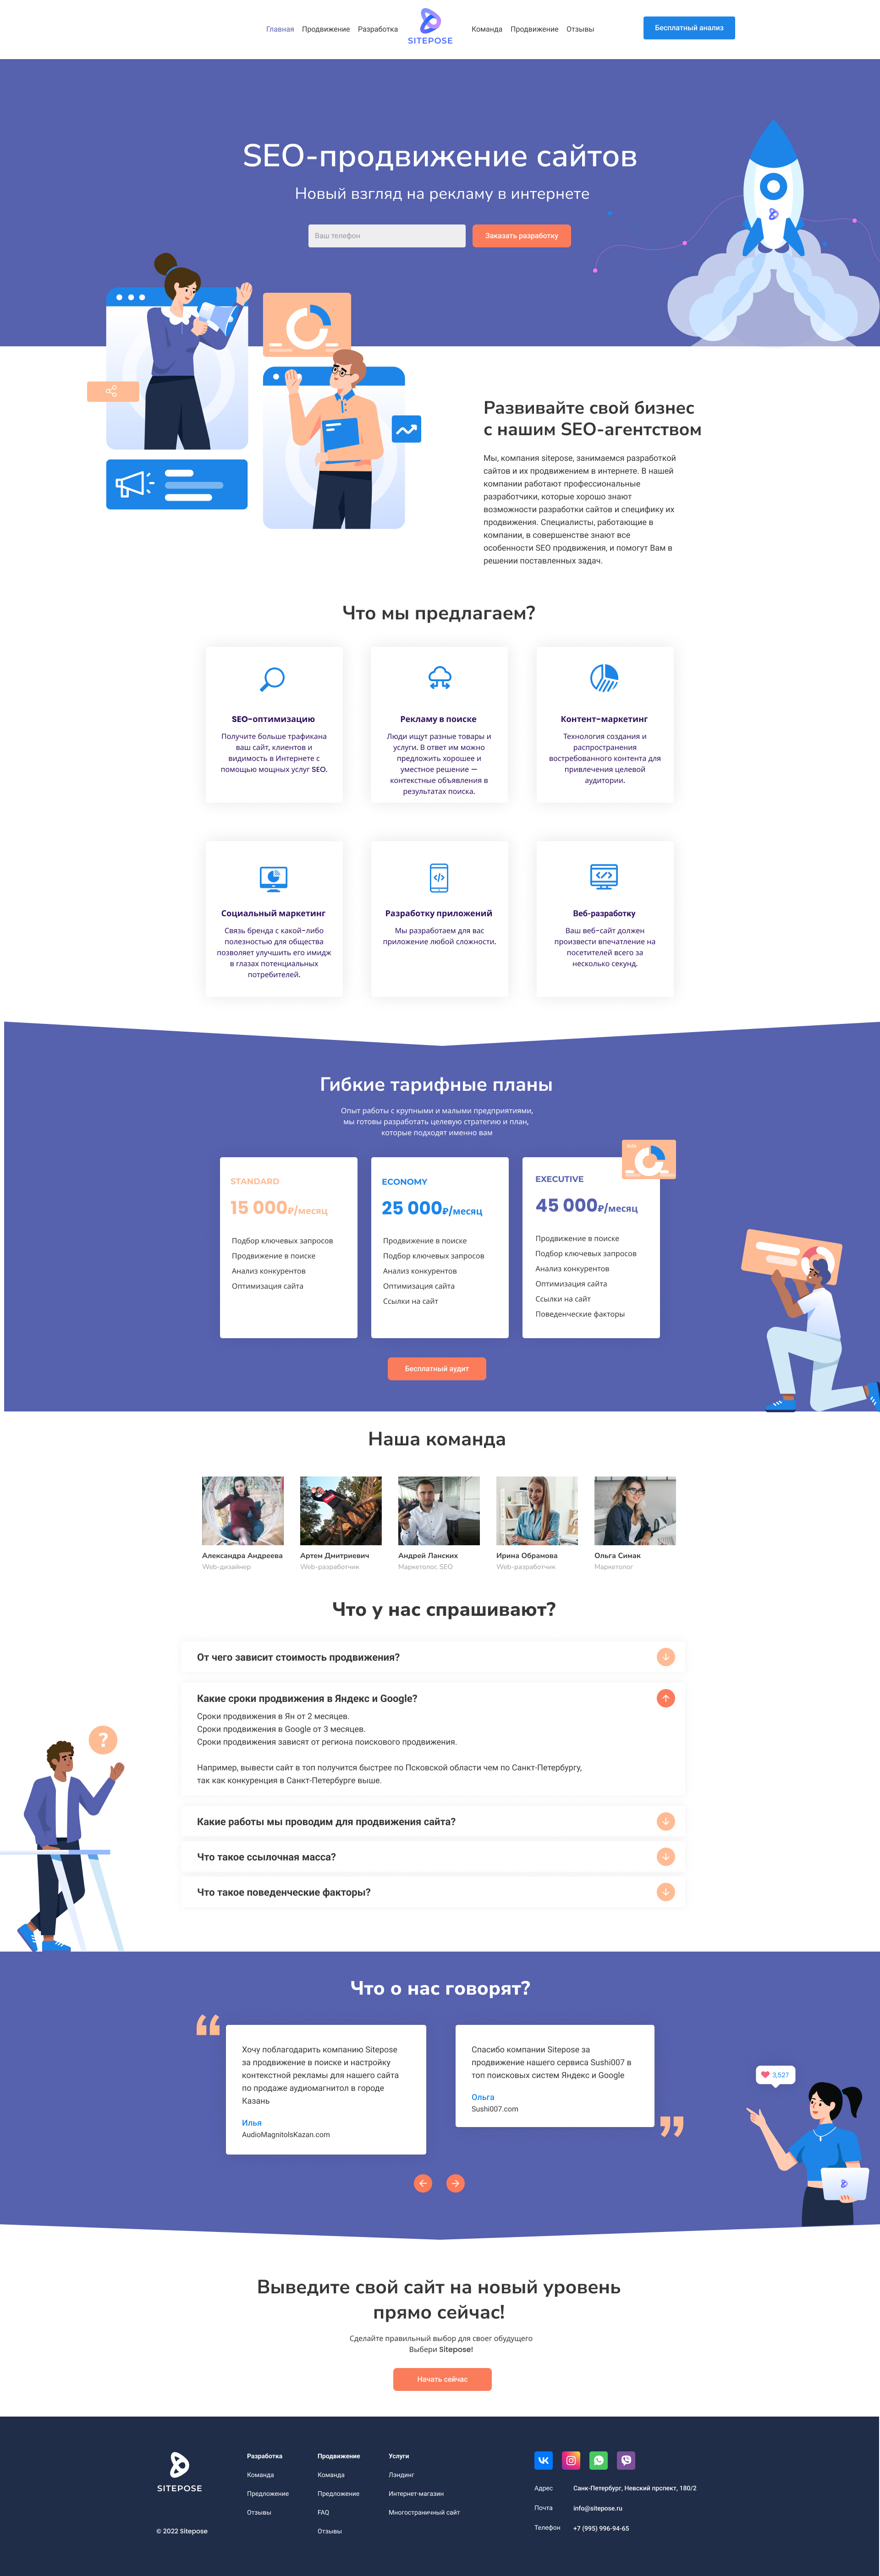 Главная Продвижение Разработка
SITEPOSE
Команда Продвижение Отзывы
Бесплатный анализ
SEO-продвижение сайтов
Новый взгляд на рекламу в интернете
Ваш телефон
Заказать разработку
Развивайте свой бизнес
с нашим SEO-агентством
Мы, компания sitepose, занимаемся разработкой
сайтов и их продвижением в интернете. В нашей
компании работают профессиональные
разработчики, которые хорошо знают
возможности разработки сайтов и специфику их
продвижения. Специалисты, работающие в
компании, в совершенстве знают все
особенности SEO продвижения, и помогут Вам в
решении поставленных задач.
Что мы предлагаем?
SEO-оптимизацию
Получите больше трафикана
ваш сайт, клиентов и
видимость в Интернете с
помощью мощных услуг SEO.
Рекламу в поиске
Люди ищут разные товары и
услуги. В ответ им можно
предложить хорошее и
уместное решение —
контекстные объявления в
результатах поиска.
Контент-маркетинг
Технология создания и
распространения
востребованного контента для
привлечения целевой
аудитории.
Социальный маркетинг
Связь бренда с какой-либо
полезностью для общества
позволяет улучшить его имидж
в глазах потенциальных
потребителей.
Разработку приложений
Мы разработаем для вас
приложение любой сложности.
Веб-разработку
Ваш веб-сайт должен
произвести впечатление на
посетителей всего за
несколько секунд.
Гибкие тарифные планы
Опыт работы с крупными и малыми предприятиями,
мы готовы разработать целевую стратегию и план,
которые подходят именно вам
STANDARD
15 000₽/месяц
Подбор ключевых запросов
Продвижение в поиске
Анализ конкурентов
Оптимизация сайта
ECONOMY
25 000₽/месяц
Продвижение в поиске
Подбор ключевых запросов
Анализ конкурентов
Оптимизация сайта
Ссылки на сайт
EXECUTIVE
45 000₽/месяц
Продвижение в поиске
Подбор ключевых запросов
Анализ конкурентов
Оптимизация сайта
Ссылки на сайт
Поведенческие факторы
Бесплатный аудит
Наша команда
Александра Андреева
Web-дизайнер
Артем Дмитриевич
Web-разработчик
Андрей Ланских
Маркетолог, SEO
Ирина Обрамова
Web-разработчик
Ольга Симак
Маркетолог
Что у нас спрашивают?
От чего зависит стоимость продвижения?
Какие сроки продвижения в Яндекс и Google?
Сроки продвижения в Ян от 2 месяцев.
Сроки продвижения в Google от 3 месяцев.
Сроки продвижения зависят от региона поискового продвижения.
Например, вывести сайт в топ получится быстрее по Псковской области чем по Санкт-Петербургу,
так как конкуренция в Санкт-Петербурге выше.
?
Какие работы мы проводим для продвижения сайта?
Что такое ссылочная масса?
Что такое поведенческие факторы?
Что о нас говорят?
Хочу поблагодарить компанию Sitepose
за продвижение в поиске и настройку
контекстной рекламы для нашего сайта
по продаже аудиомагнитол в городе
Казань
Илья
AudioMagnitolsKazan.com
Спасибо компании Sitepose за
продвижение нашего сервиса Sushi007 в
топ поисковых систем Яндекс и Google
Ольга
Sushi007.com
3,527
Выведите свой сайт на новый уровень
прямо сейчас!
Сделайте правильный выбор для своег обудущего
Выбери Sitepose!
Начать сейчас
SITEPOSE
© 2022 Sitepose
Разработка
Команда
Предложение
Отзывы
Продвижение
Команда
Предложение
FAQ
Отзывы
Услуги
Лэндинг
Интернет-магазин
Многостраничный сайт
Адрес Санк-Петербург, Невский прспект, 180/2
Почта info@sitepose.ru
Телефон +7 (995) 996-94-65